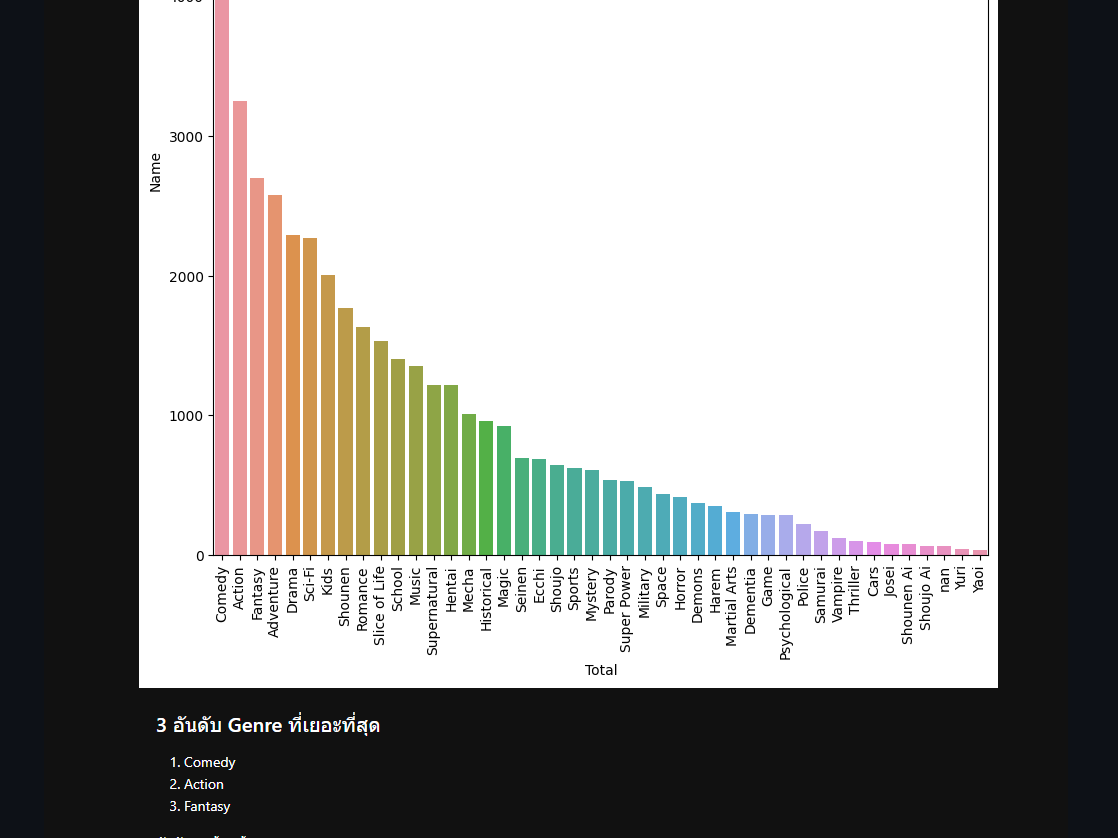 3000
2000
1000
0
Name
Comedy
Action
Fantasy
Adventure
Drama
Sci-Fi
Kids
Shounen
Romance
Slice of Life
School
Music
Supernatural
Hentai
Mecha
Historical
Magic
Seinen
Ecchi
Shoujo
Sports
Mystery
Parody
Super Power
Military
Space
Horror
Demons
Harem
Martial Arts
Dementia
Game
Psychological
Police
Samurai
Vampire
Thriller
Cars
Josei
Shounen Ai
Shoujo Ai
nan
Yuri
Yaoi
Total
3 อันดับ Genre ที่เยอะที่สุด
1. Comedy
2. Action
3. Fantasy